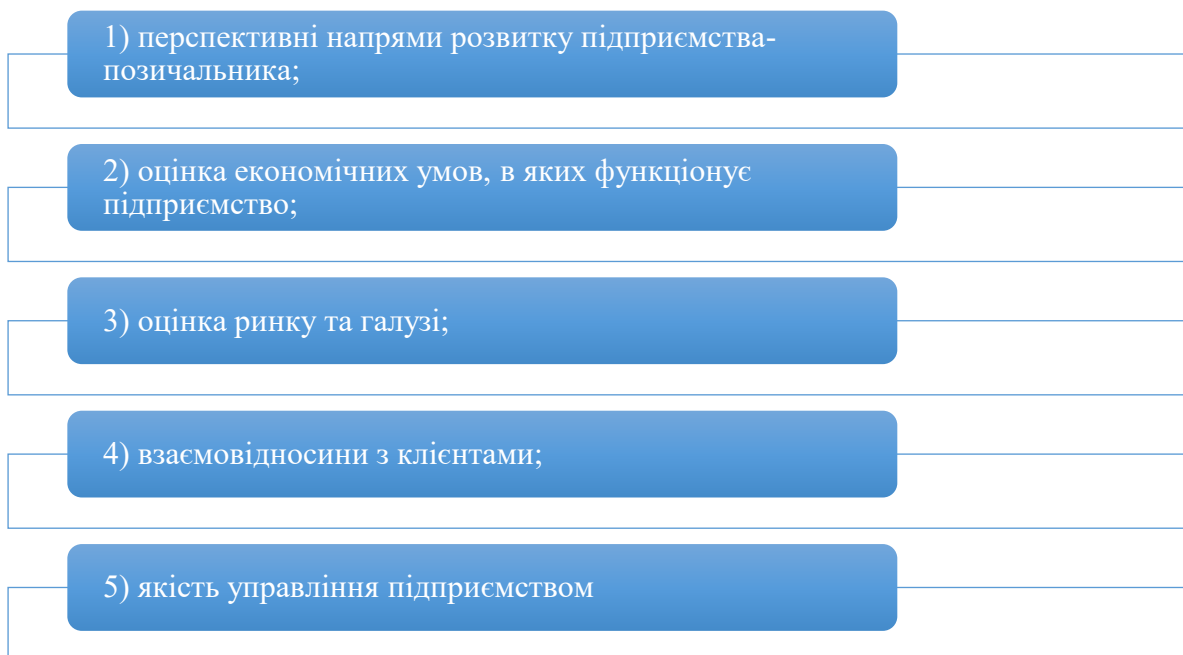 1) перспективні напрями розвитку підприємства-
позичальника;
2) оцінка економічних умов, в яких функціонує
підприємство;
3) оцінка ринку та галузі;
4) взаємовідносини з клієнтами;
5) якість управління підприємством